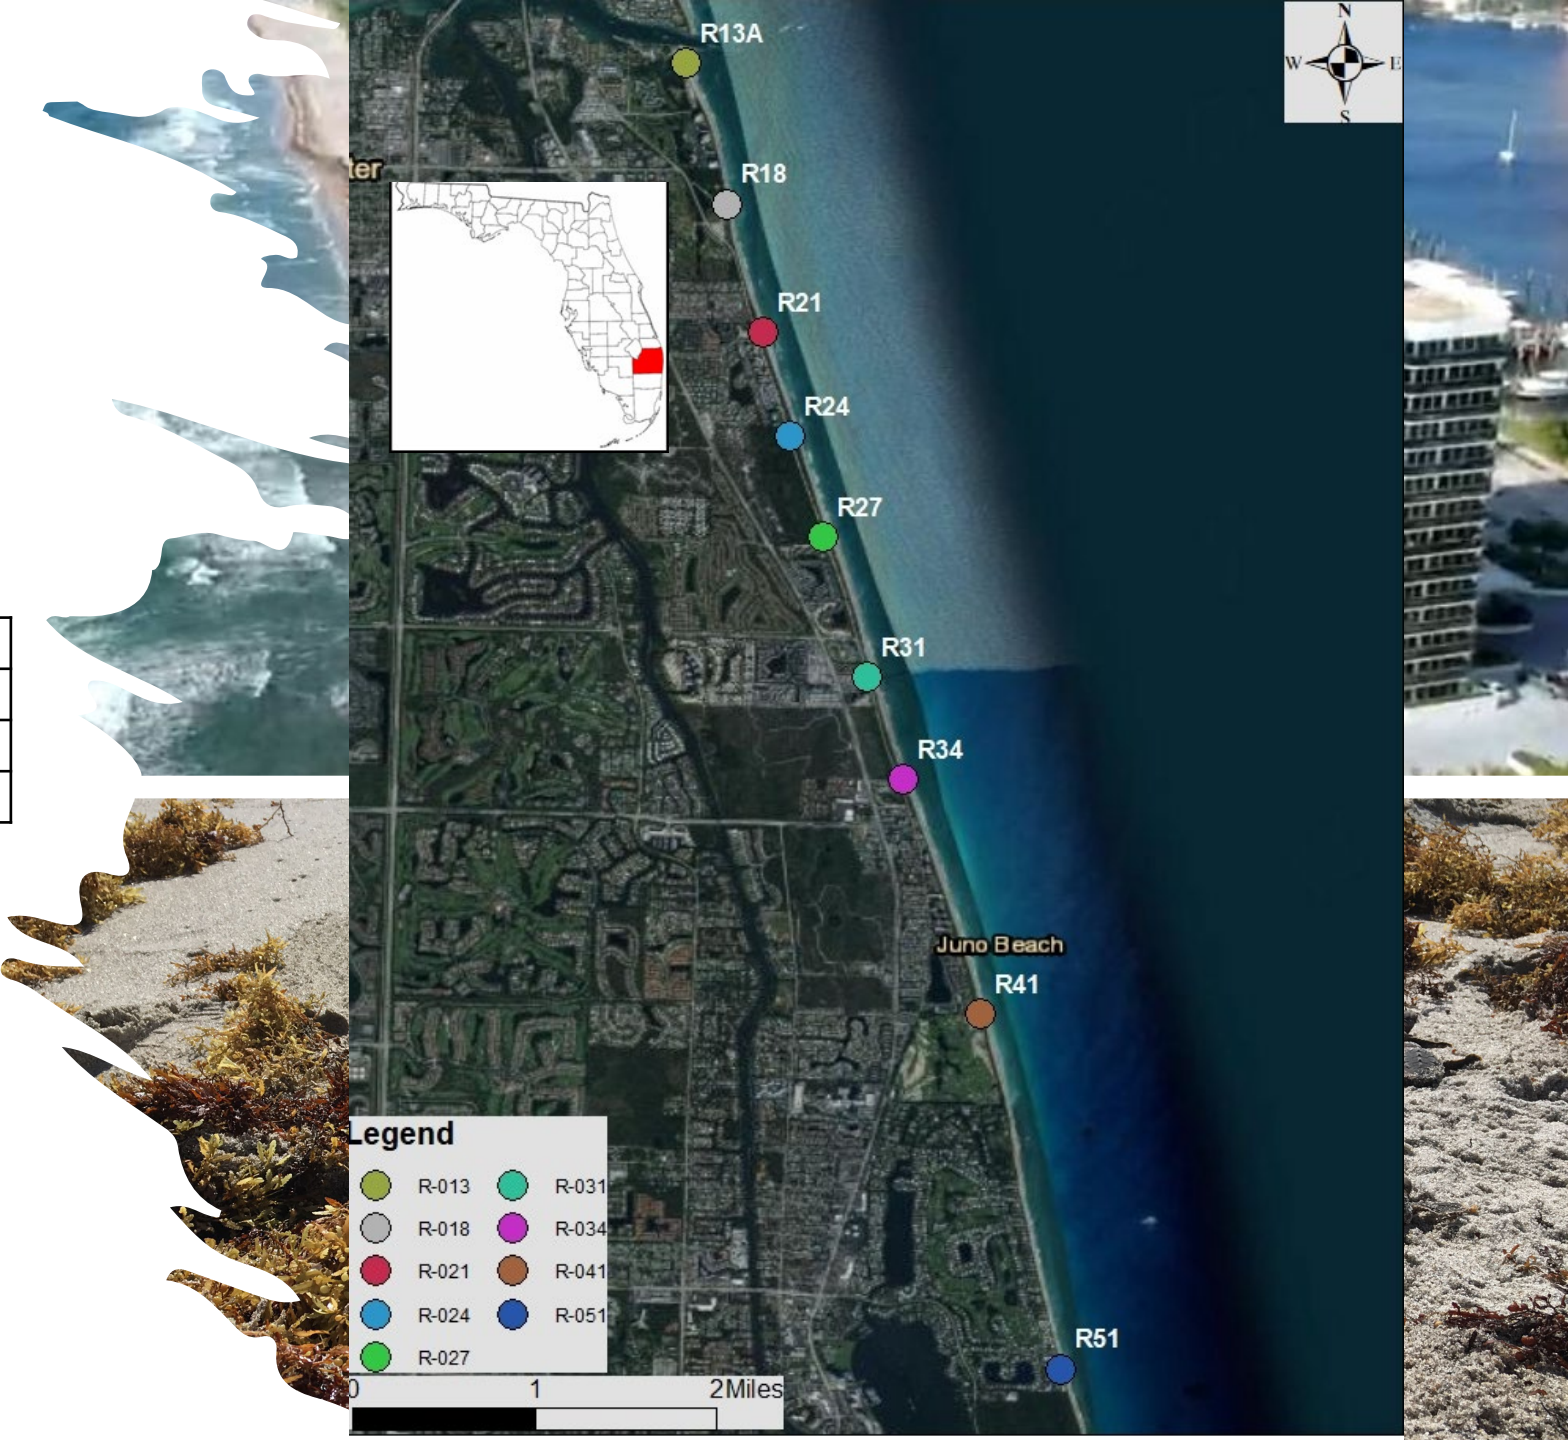 R13A
N
W E
S
ter
R18
R21
R24
R27
R31
R34
Juno Beach
R41
Legend
R-013 R-031
R-018 R-034
R-021 R-041
R-024 R-051
R-027
R51
0 1 2Miles